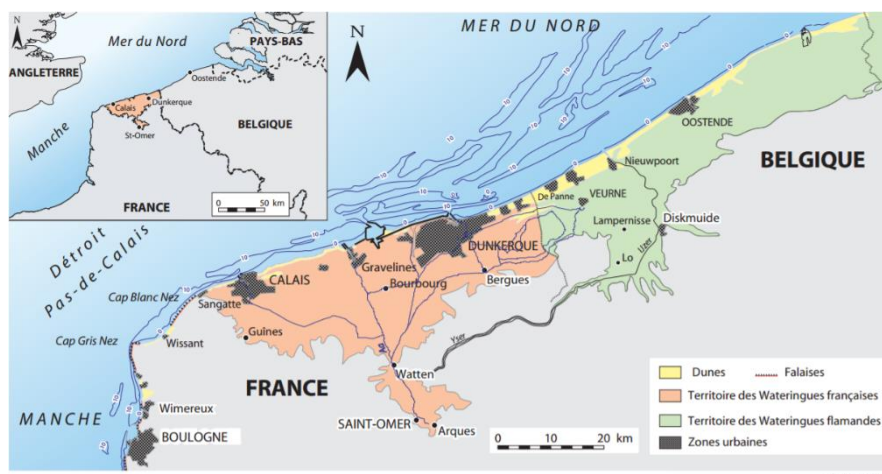 N
Mer du Nord
PAYS-BAS
ANGLETERRE
Oostende
Calais
Dunkerque
St-Omer
BELGIQUE
Manche
FRANCE
0 50 km
MER DU NORD
N
OOSTENDE
BELGIQUE
Nieuwpoort
De Panne
VEURNE
Lampernisse
Diskmuide
Lo
Uzer
Yser
Détroit
Pas-de-Calais
DUNKERQUE
Gravelines
Bourbourg
Bergues
CALAIS
Sangatte
Cap Blanc Nez
Cap Gris Nez
Wissant
Guînes
Watten
FRANCE
MANCHE
Wimereux
BOULOGNE
SAINT-OMER
Arques
0 10 20 km
Dunes
Falaises
Territoire des Wateringues françaises
Territoire des Wateringues flamandes
Zones urbaines